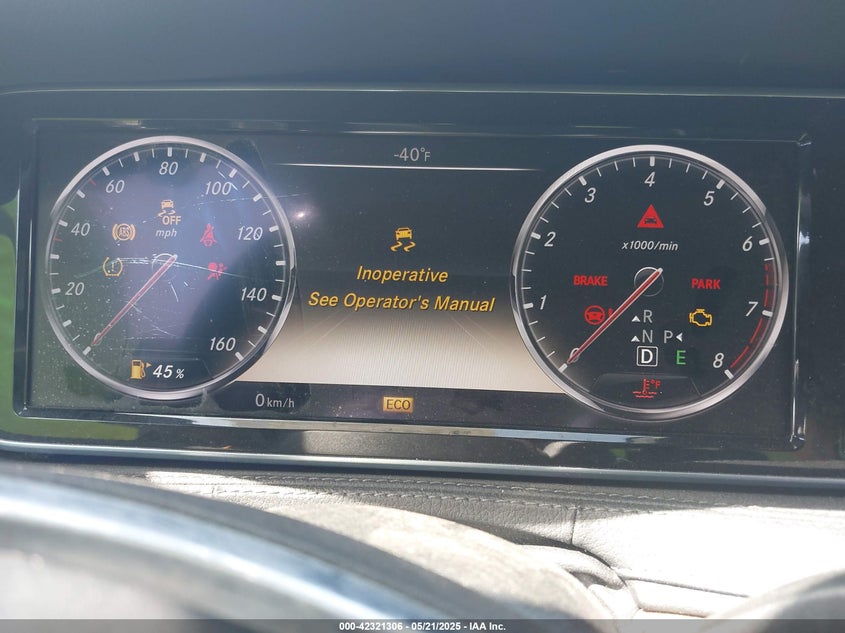 -40°F
20
40
60
80
100
120
140
160
OFF
mph
ABS
45 %
Inoperative
See Operator's Manual
0 km/h
ECO
1
2
3
4
5
6
7
8
x1000/min
BRAKE
PARK
R
N P
D E
°F
000-42321306 - 05/21/2025 - IAA Inc.